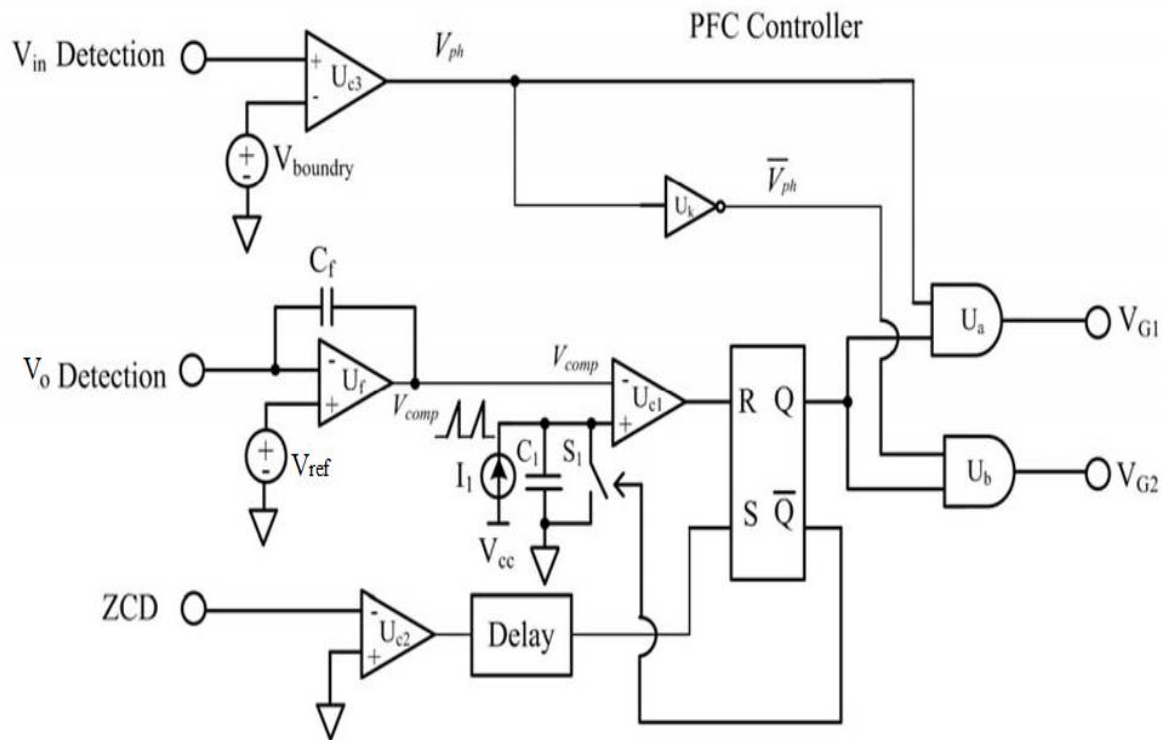 PFC Controller
V_in Detection
+
-
U_c3
V_ph
+
-
V_boundry
U_k
V̅_ph
C_f
V_o Detection
-
+
U_f
V_comp
V_comp
+
-
V_ref
I_1
C_1
S_1
V_cc
-
+
U_c1
R Q
S Q̅
U_a
V_G1
U_b
V_G2
ZCD
-
+
U_c2
Delay